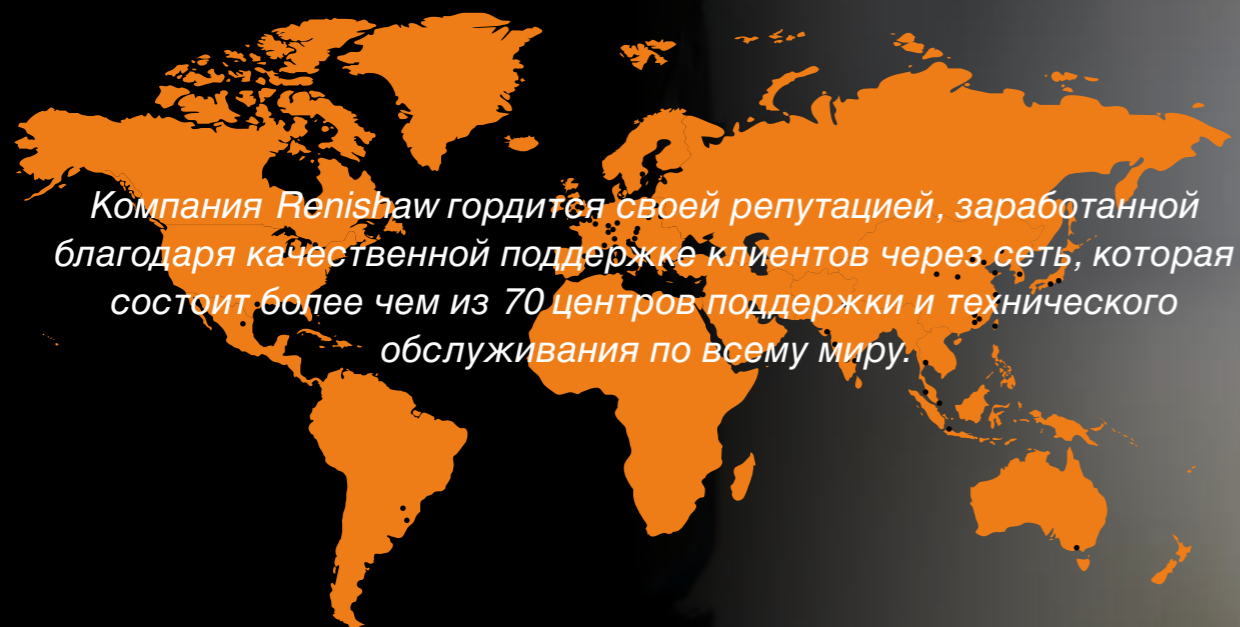 Компания Renishaw гордится своей репутацией, заработанной
благодаря качественной поддержке клиентов через сеть, которая
состоит более чем из 70 центров поддержки и технического
обслуживания по всему миру.